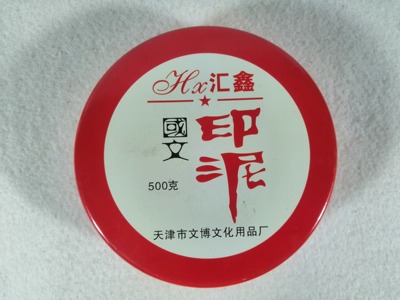 Hx汇鑫
國文
印泥
500克
天津市文博文化用品厂